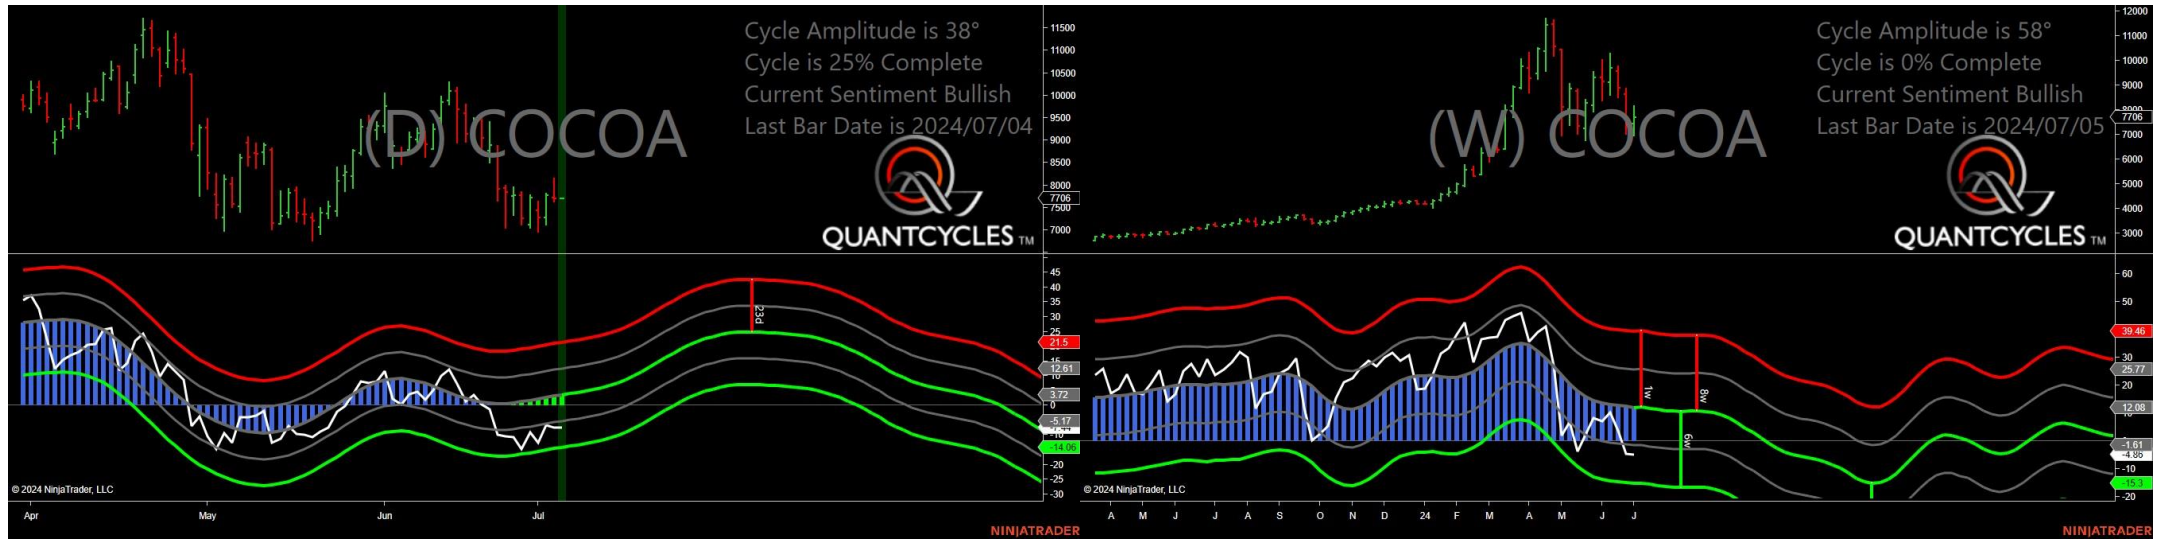 Cycle Amplitude is 38°
Cycle is 25% Complete
Current Sentiment Bullish
Last Bar Date is 2024/07/04
(D) COCOA
QUANTCYCLES TM
11500
11000
10500
10000
9500
9000
8500
8000
7706
7500
7000
45
40
35
30
25
21.5
15
12.61
3.72
0
-5.17
-10
-14.06
-20
-25
-30
23d
© 2024 NinjaTrader, LLC
Apr
May
Jun
Jul
NINJATRADER
Cycle Amplitude is 58°
Cycle is 0% Complete
Current Sentiment Bullish
Last Bar Date is 2024/07/05
(W) COCOA
QUANTCYCLES TM
12000
11000
10000
9000
8000
7706
7000
6000
5000
4000
3000
60
50
39.46
30
25.77
20
12.08
-1.61
-4.86
-10
-15.3
-20
1w
8w
6w
© 2024 NinjaTrader, LLC
A M J J A S O N D 24 F M A M J J
NINJATRADER